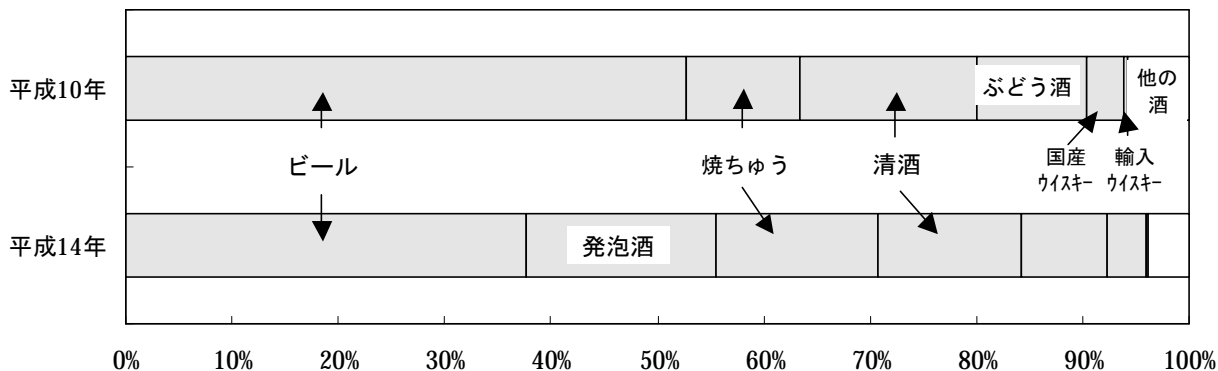 平成10年
ぶどう酒
他の
酒
ビール
焼ちゅう
清酒
国産
ｳｲｽｷｰ
輸入
ｳｲｽｷｰ
平成14年
発泡酒
0% 10% 20% 30% 40% 50% 60% 70% 80% 90% 100%